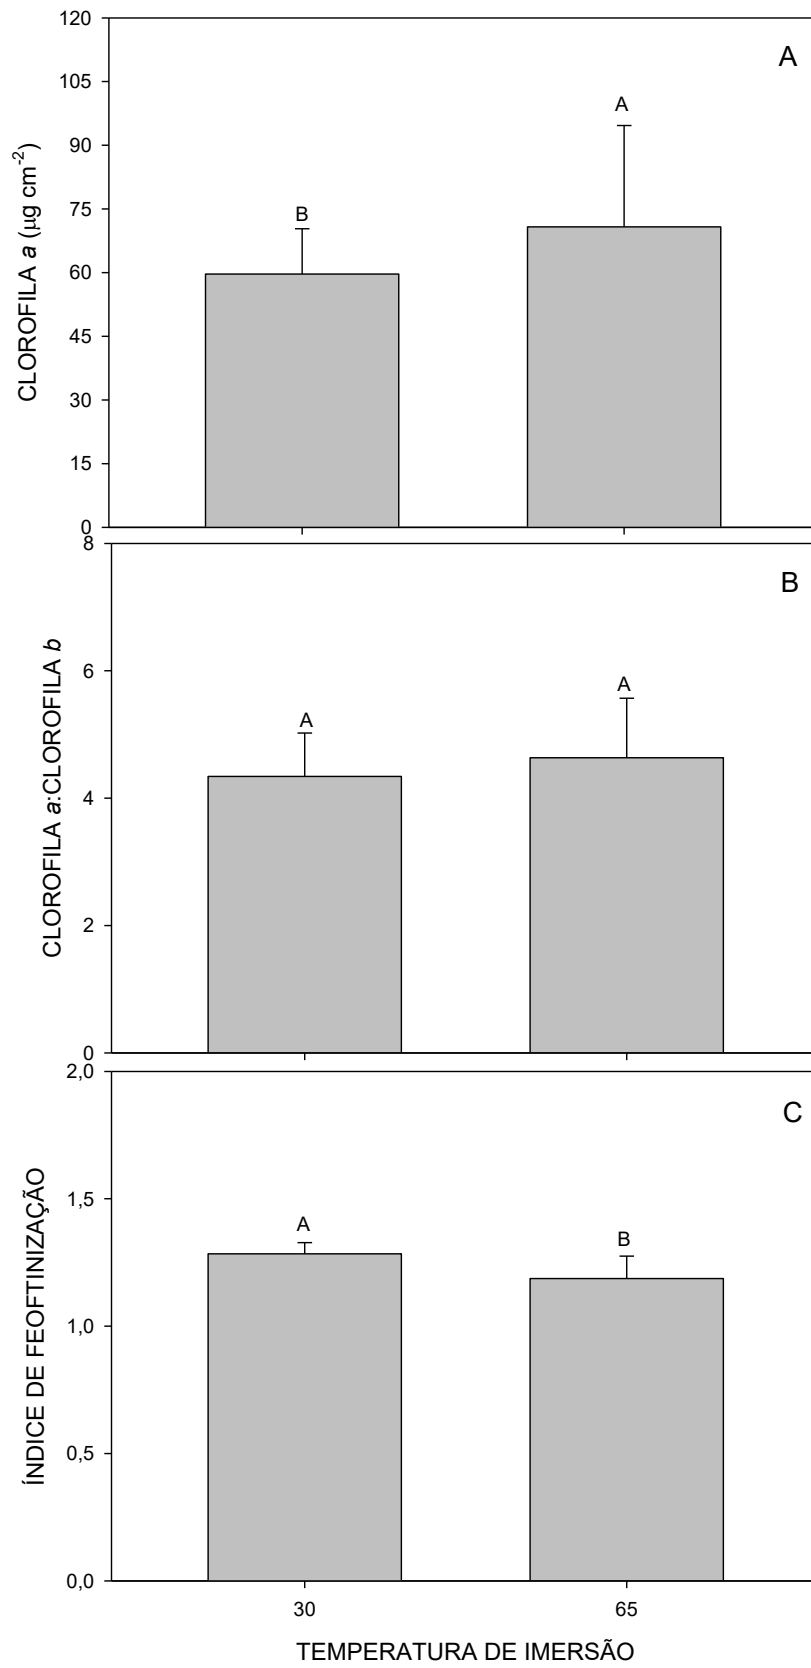 120
A
105
A
90
75
B
60
45
30
15
0
CLOROFILA a (µg cm-2)
8
B
6
A
A
4
2
0
CLOROFILA a:CLOROFILA b
2,0
C
1,5
A
B
1,0
0,5
0,0
ÍNDICE DE FEOFTINIZAÇÃO
30 65
TEMPERATURA DE IMERSÃO